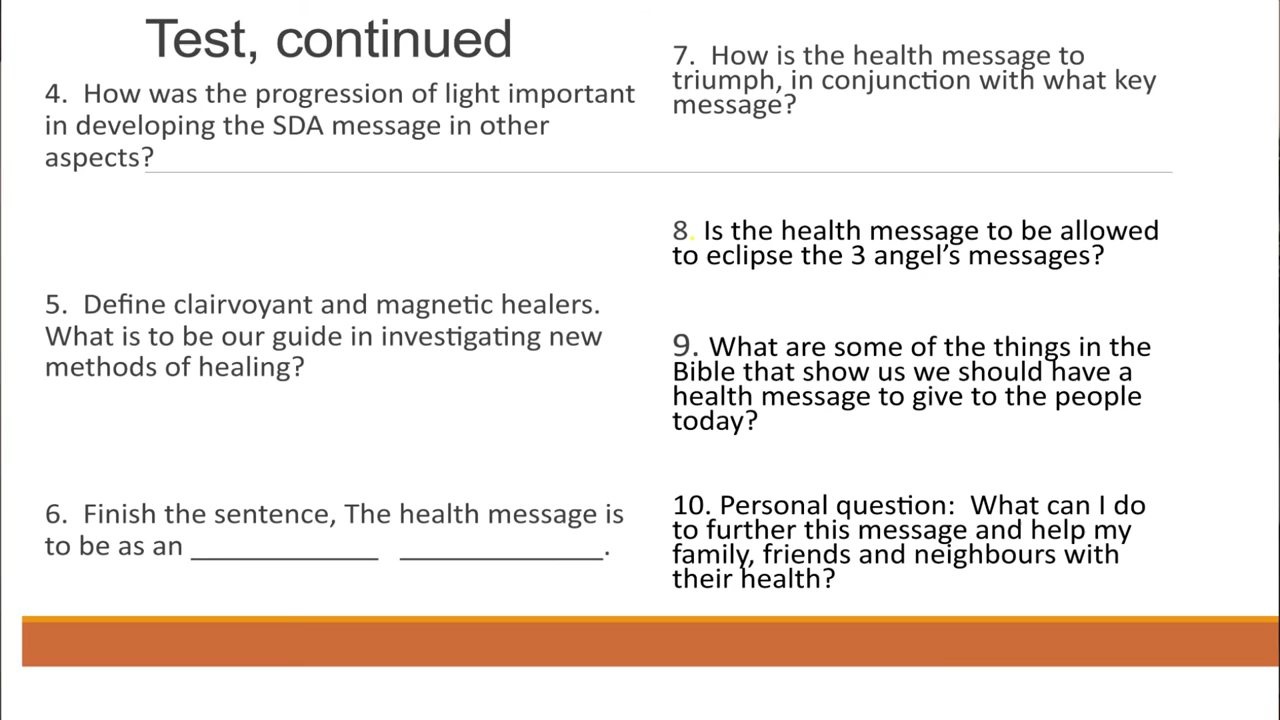 Test, continued
4. How was the progression of light important
in developing the SDA message in other
aspects?
5. Define clairvoyant and magnetic healers.
What is to be our guide in investigating new
methods of healing?
6. Finish the sentence, The health message is
to be as an ____________ _____________.
7. How is the health message to
triumph, in conjunction with what key
message?
8. Is the health message to be allowed
to eclipse the 3 angel’s messages?
9. What are some of the things in the
Bible that show us we should have a
health message to give to the people
today?
10. Personal question: What can I do
to further this message and help my
family, friends and neighbours with
their health?